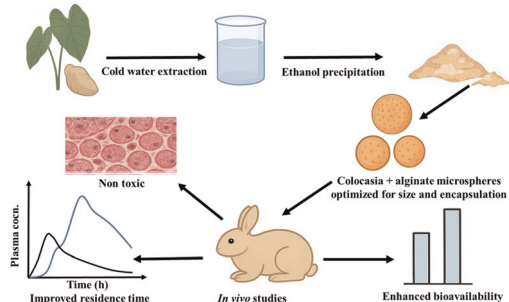 Cold water extraction
Ethanol precipitation
Colocasia + alginate microspheres
optimized for size and encapsulation
Non toxic
Plasma cocn.
Time (h)
Improved residence time
In vivo studies
Enhanced bioavailability